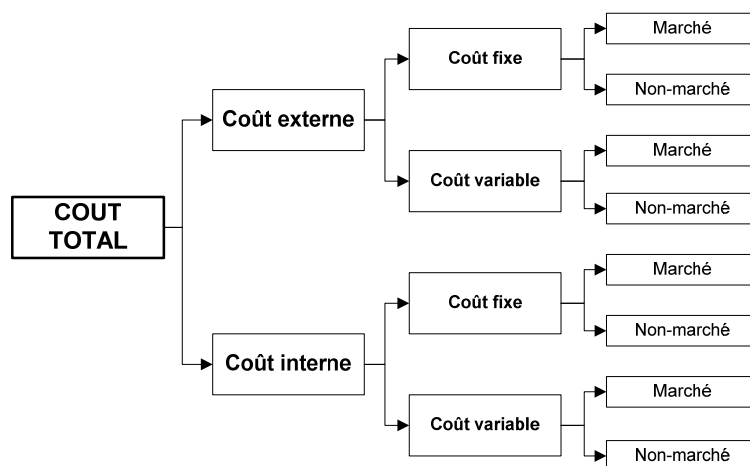 Marché
Coût fixe
Non-marché
Coût externe
Marché
Coût variable
Non-marché
COUT
TOTAL
Marché
Coût fixe
Non-marché
Coût interne
Marché
Coût variable
Non-marché